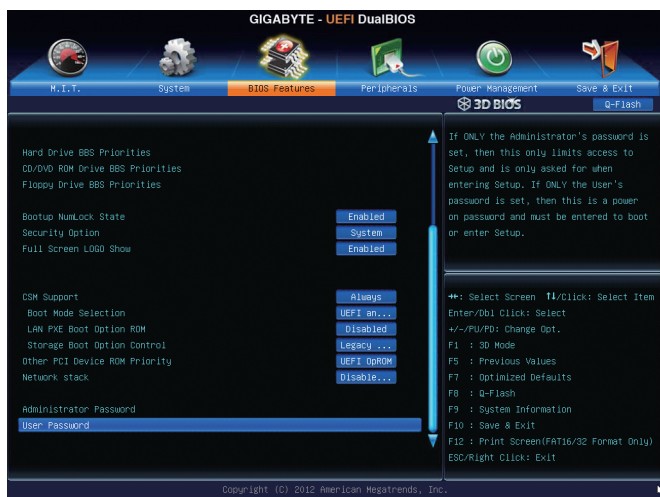 GIGABYTE - UEFI DualBIOS
M.I.T.
System
BIOS Features
Peripherals
Power Management
Save & Exit
3D BIOS
Q-Flash
Hard Drive BBS Priorities
CD/DVD ROM Drive BBS Priorities
Floppy Drive BBS Priorities
Bootup NumLock State Enabled
Security Option System
Full Screen LOGO Show Enabled
CSM Support Always
Boot Mode Selection UEFI an...
LAN PXE Boot Option ROM Disabled
Storage Boot Option Control Legacy ...
Other PCI Device ROM Priority UEFI OpROM
Network stack Disable...
Administrator Password
User Password
If ONLY the Administrator's password is
set, then this only limits access to
Setup and is only asked for when
entering Setup. If ONLY the User's
password is set, then this is a power
on password and must be entered to boot
or enter Setup.
→←: Select Screen ↑↓/Click: Select Item
Enter/Dbl Click: Select
+/-/PU/PD: Change Opt.
F1 : 3D Mode
F5 : Previous Values
F7 : Optimized Defaults
F8 : Q-Flash
F9 : System Information
F10 : Save & Exit
F12 : Print Screen(FAT16/32 Format Only)
ESC/Right Click: Exit
Copyright (C) 2012 American Megatrends, Inc.